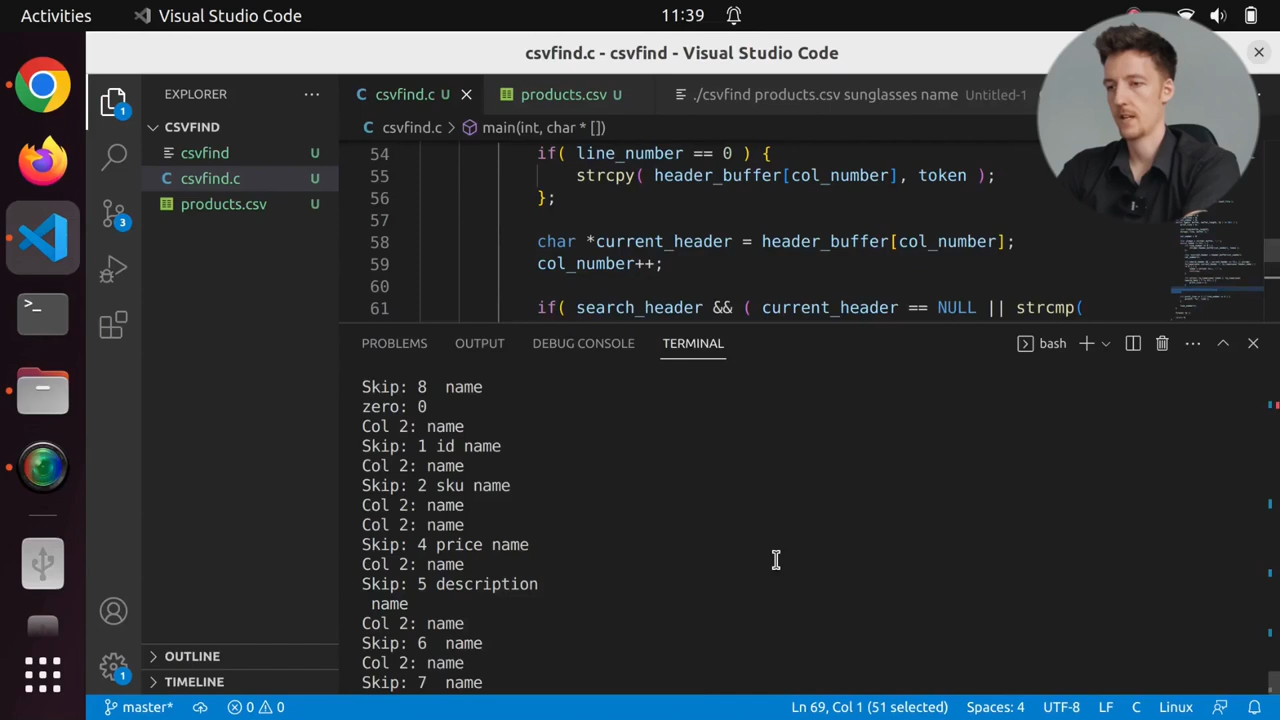 Activities
Visual Studio Code
11:39
csvfind.c - csvfind - Visual Studio Code
EXPLORER
csvfind.c
products.csv U
./csvfind products.csv sunglasses name Untitled-1
1
CSVFIND
csvfind.c > main(int, char * [])
csvfind U
csvfind.c U
products.csv U
3
1
54 if( line_number == 0 ) {
55 strcpy( header_buffer[col_number], token );
56 };
57
58 char *current_header = header_buffer[col_number];
59 col_number++;
60
61 if( search_header && ( current_header == NULL || strcmp(
PROBLEMS OUTPUT DEBUG CONSOLE TERMINAL
bash
Skip: 8 name
zero: 0
Col 2: name
Skip: 1 id name
Col 2: name
Skip: 2 sku name
Col 2: name
Col 2: name
Skip: 4 price name
Col 2: name
Skip: 5 description
name
Col 2: name
Skip: 6 name
Col 2: name
Skip: 7 name
OUTLINE
TIMELINE
master* 0 0
Ln 69, Col 1 (51 selected) Spaces: 4 UTF-8 LF C Linux